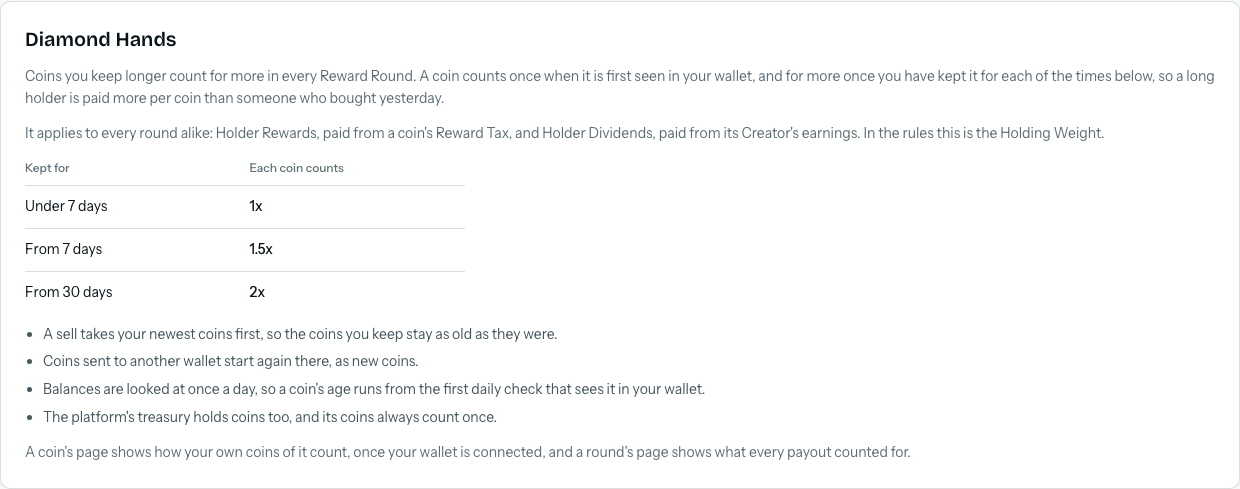 Diamond Hands
Coins you keep longer count for more in every Reward Round. A coin counts once when it is first seen in your wallet, and for more once you have kept it for each of the times below, so a long
holder is paid more per coin than someone who bought yesterday.
It applies to every round alike: Holder Rewards, paid from a coin's Reward Tax, and Holder Dividends, paid from its Creator's earnings. In the rules this is the Holding Weight.
Kept for Each coin counts
Under 7 days 1x
From 7 days 1.5x
From 30 days 2x
• A sell takes your newest coins first, so the coins you keep stay as old as they were.
• Coins sent to another wallet start again there, as new coins.
• Balances are looked at once a day, so a coin's age runs from the first daily check that sees it in your wallet.
• The platform's treasury holds coins too, and its coins always count once.
A coin's page shows how your own coins of it count, once your wallet is connected, and a round's page shows what every payout counted for.